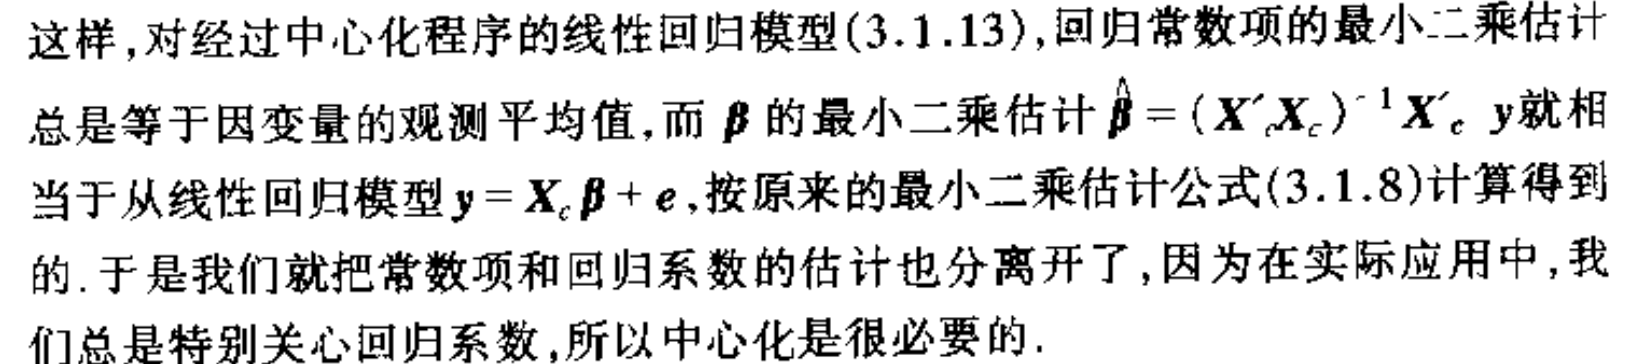 这样,对经过中心化程序的线性回归模型(3.1.13),回归常数项的最小二乘估计
总是等于因变量的观测平均值,而 β 的最小二乘估计 β̂ = (X′cXc)⁻¹X′c y就相
当于从线性回归模型 y = Xcβ + e,按原来的最小二乘估计公式(3.1.8)计算得到
的.于是我们就把常数项和回归系数的估计也分离开了,因为在实际应用中,我
们总是特别关心回归系数,所以中心化是很必要的.